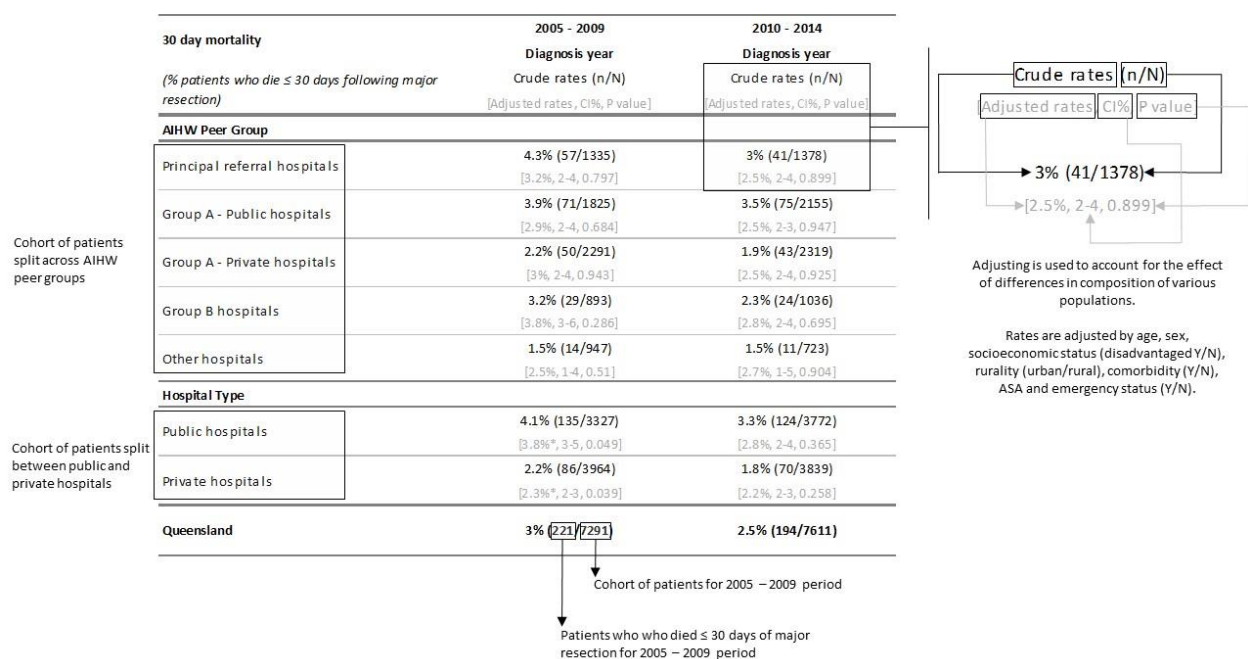 30 day mortality
2005 - 2009
2010 - 2014
Diagnosis year
Diagnosis year
(% patients who die ≤ 30 days following major
resection)
Crude rates (n/N)
Crude rates (n/N)
[Adjusted rates, CI%, P value]
[Adjusted rates, CI%, P value]
AIHW Peer Group
Principal referral hospitals
4.3% (57/1335)
3% (41/1378)
[3.2%, 2-4, 0.797]
[2.5%, 2-4, 0.899]
Group A - Public hospitals
3.9% (71/1825)
3.5% (75/2155)
[2.9%, 2-4, 0.684]
[2.5%, 2-3, 0.947]
Group A - Private hospitals
2.2% (50/2291)
1.9% (43/2319)
[3%, 2-4, 0.943]
[2.5%, 2-4, 0.925]
Group B hospitals
3.2% (29/893)
2.3% (24/1036)
[3.8%, 3-6, 0.286]
[2.8%, 2-4, 0.695]
Other hospitals
1.5% (14/947)
1.5% (11/723)
[2.5%, 1-4, 0.51]
[2.7%, 1-5, 0.904]
Hospital Type
Public hospitals
4.1% (135/3327)
3.3% (124/3772)
[3.8%*, 3-5, 0.049]
[2.8%, 2-4, 0.365]
Private hospitals
2.2% (86/3964)
1.8% (70/3839)
[2.3%*, 2-3, 0.039]
[2.2%, 2-3, 0.258]
Queensland
3% (221/7291)
2.5% (194/7611)
Cohort of patients
split across AIHW
peer groups
Cohort of patients split
between public and
private hospitals
Cohort of patients for 2005 – 2009 period
Patients who who died ≤ 30 days of major
resection for 2005 – 2009 period
Crude rates (n/N)
[Adjusted rates, CI%, P value]
3% (41/1378)
[2.5%, 2-4, 0.899]
Adjusting is used to account for the effect
of differences in composition of various
populations.
Rates are adjusted by age, sex,
socioeconomic status (disadvantaged Y/N),
rurality (urban/rural), comorbidity (Y/N),
ASA and emergency status (Y/N).